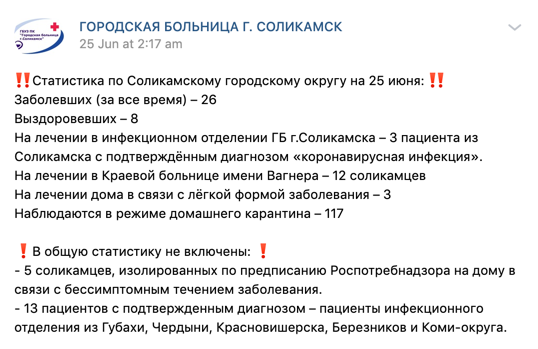 ГБУЗ ПК
"Городская больница
г.Соликамск"
ГОРОДСКАЯ БОЛЬНИЦА Г. СОЛИКАМСК
25 Jun at 2:17 am
‼️Статистика по Соликамскому городскому округу на 25 июня: ‼️
Заболевших (за все время) – 26
Выздоровевших – 8
На лечении в инфекционном отделении ГБ г.Соликамска – 3 пациента из
Соликамска с подтверждённым диагнозом «коронавирусная инфекция».
На лечении в Краевой больнице имени Вагнера – 12 соликамцев
На лечении дома в связи с лёгкой формой заболевания – 3
Наблюдаются в режиме домашнего карантина – 117
❗ В общую статистику не включены: ❗
- 5 соликамцев, изолированных по предписанию Роспотребнадзора на дому в
связи с бессимптомным течением заболевания.
- 13 пациентов с подтвержденным диагнозом – пациенты инфекционного
отделения из Губахи, Чердыни, Красновишерска, Березников и Коми-округа.